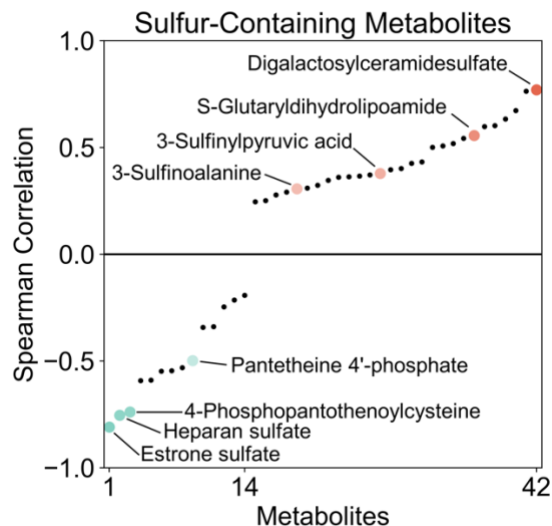 Sulfur-Containing Metabolites
1.0
Digalactosylceramidesulfate
S-Glutaryldihydrolipoamide
0.5
3-Sulfinylpyruvic acid
3-Sulfinoalanine
Spearman Correlation
0.0
−0.5
Pantetheine 4'-phosphate
4-Phosphopantothenoylcysteine
Heparan sulfate
Estrone sulfate
−1.0
1 14 42
Metabolites